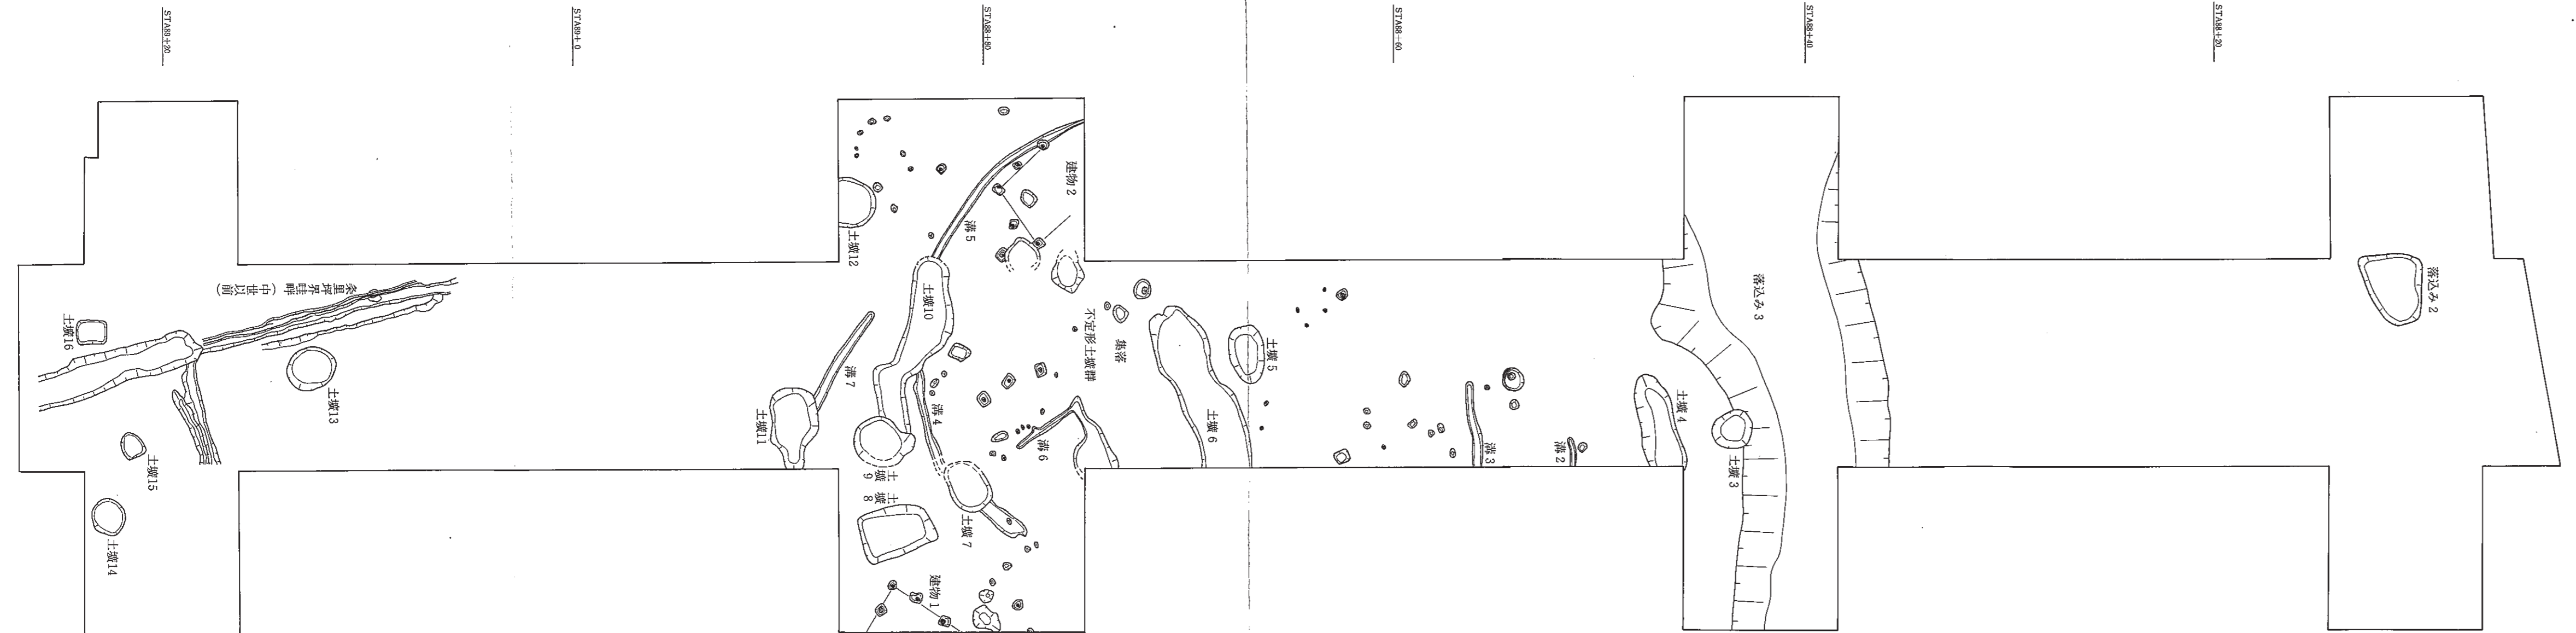 STA89+20
STA89+0
STA88+80
STA88+60
STA88+40
STA88+20
建物2
溝5
土壙12
土壙10
条里坪界畦畔（中世以前）
土壙16
土壙13
土壙15
土壙14
溝7
土壙11
溝4
土壙9
土壙8
土壙7
建物1
溝6
不定形土坡群
集落
土壙6
土壙5
溝3
溝2
土壙4
土壙3
落込み3
落込み2